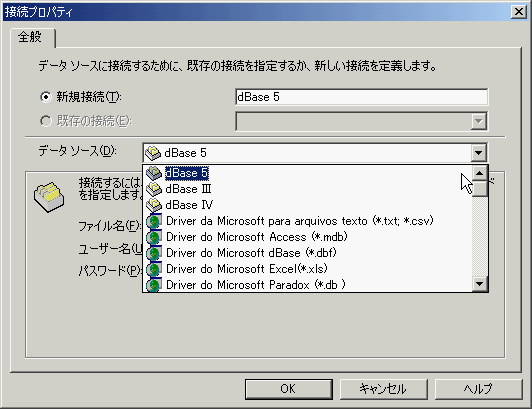 接続プロパティ
全般
データ ソースに接続するために、既存の接続を指定するか、新しい接続を定義します。
新規接続(T):
dBase 5
既存の接続(E):
データ ソース(D):
dBase 5
dBase 5
dBase III
dBase IV
Driver da Microsoft para arquivos texto (*.txt; *.csv)
Driver do Microsoft Access (*.mdb)
Driver do Microsoft dBase (*.dbf)
Driver do Microsoft Excel(*.xls)
Driver do Microsoft Paradox (*.db )
接続するには
を指定します
ファイル名(F):
ユーザー名(U
パスワード(P):
OK
キャンセル
ヘルプ